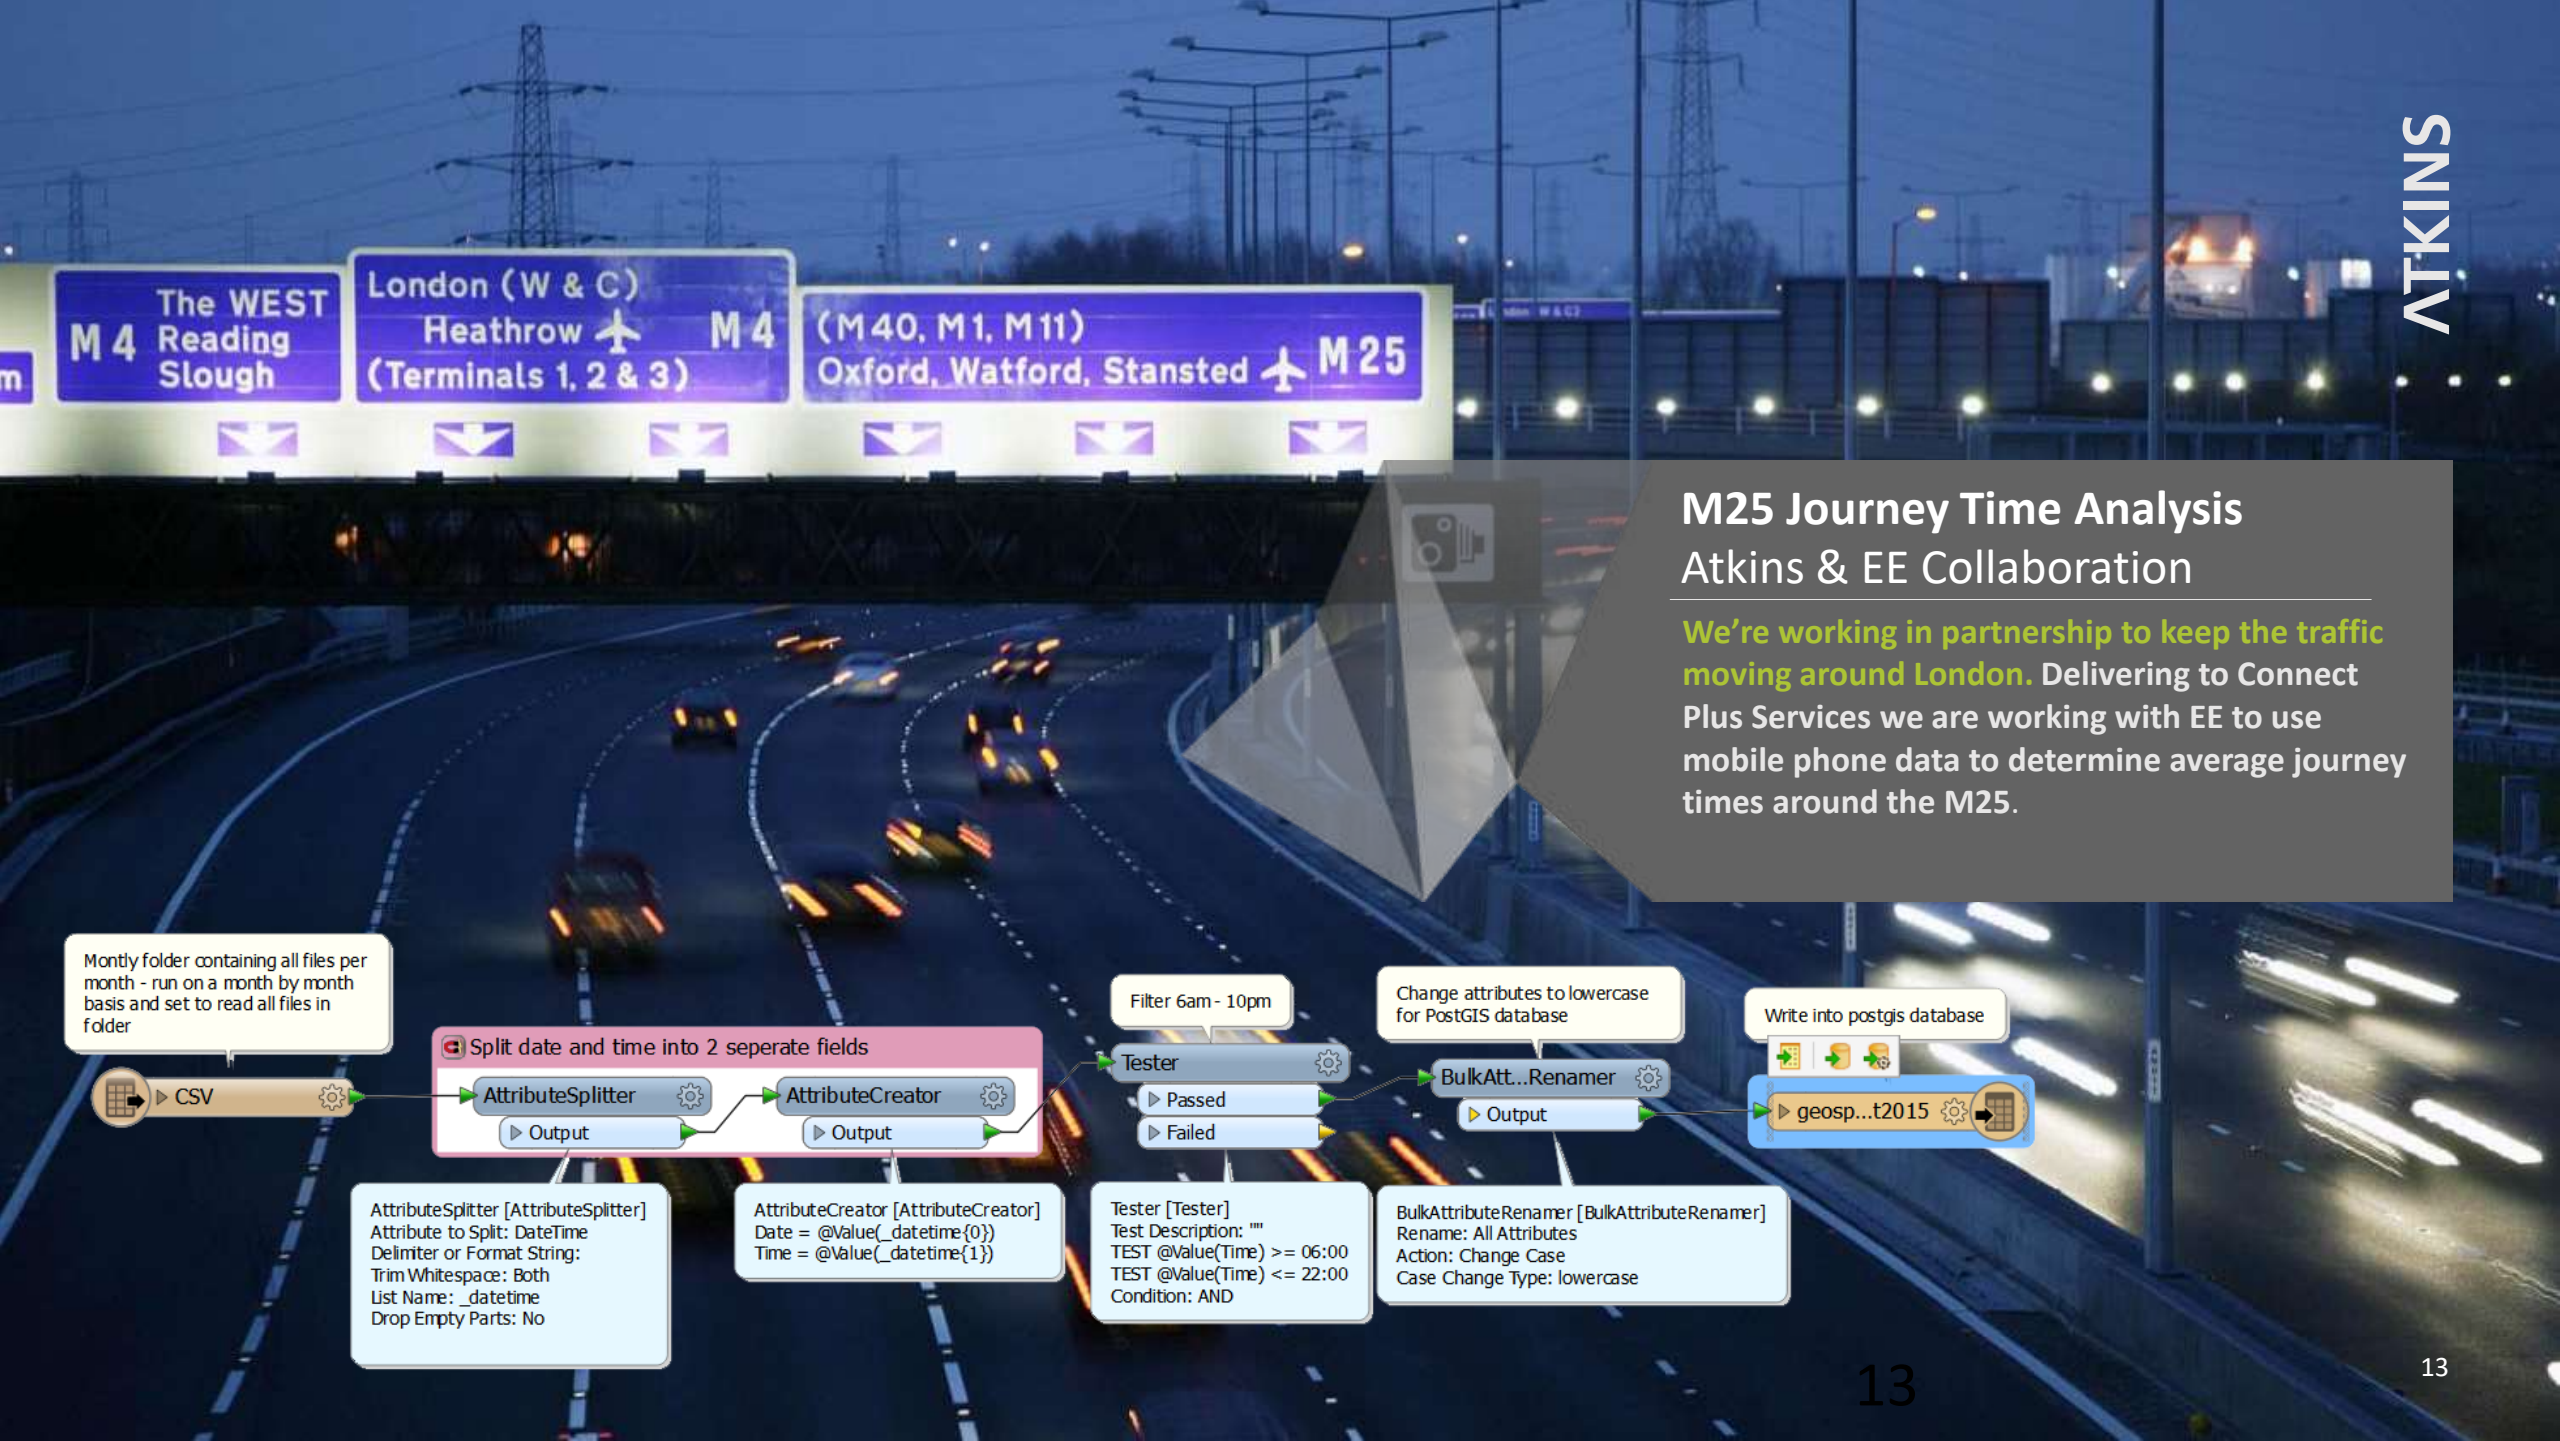 ATKINS
The WEST
M4 Reading
Slough
London (W & C)
Heathrow M4
(Terminals 1, 2 & 3)
(M40, M1, M11)
Oxford, Watford, Stansted M25
m
M25 Journey Time Analysis
Atkins & EE Collaboration
We're working in partnership to keep the traffic
moving around London. Delivering to Connect
Plus Services we are working with EE to use
mobile phone data to determine average journey
times around the M25.
Montly folder containing all files per
month - run on a month by month
basis and set to read all files in
folder
CSV
Split date and time into 2 seperate fields
AttributeSplitter
Output
AttributeCreator
Output
Filter 6am - 10pm
Tester
Passed
Failed
Change attributes to lowercase
for PostGIS database
BulkAtt...Renamer
Output
Write into postgis database
geosp...t2015
AttributeSplitter [AttributeSplitter]
Attribute to Split: DateTime
Delimiter or Format String:
Trim Whitespace: Both
List Name: _datetime
Drop Empty Parts: No
AttributeCreator [AttributeCreator]
Date = @Value(_datetime{0})
Time = @Value(_datetime{1})
Tester [Tester]
Test Description: ""
TEST @Value(Time) >= 06:00
TEST @Value(Time) <= 22:00
Condition: AND
BulkAttributeRenamer [BulkAttributeRenamer]
Rename: All Attributes
Action: Change Case
Case Change Type: lowercase
13
13